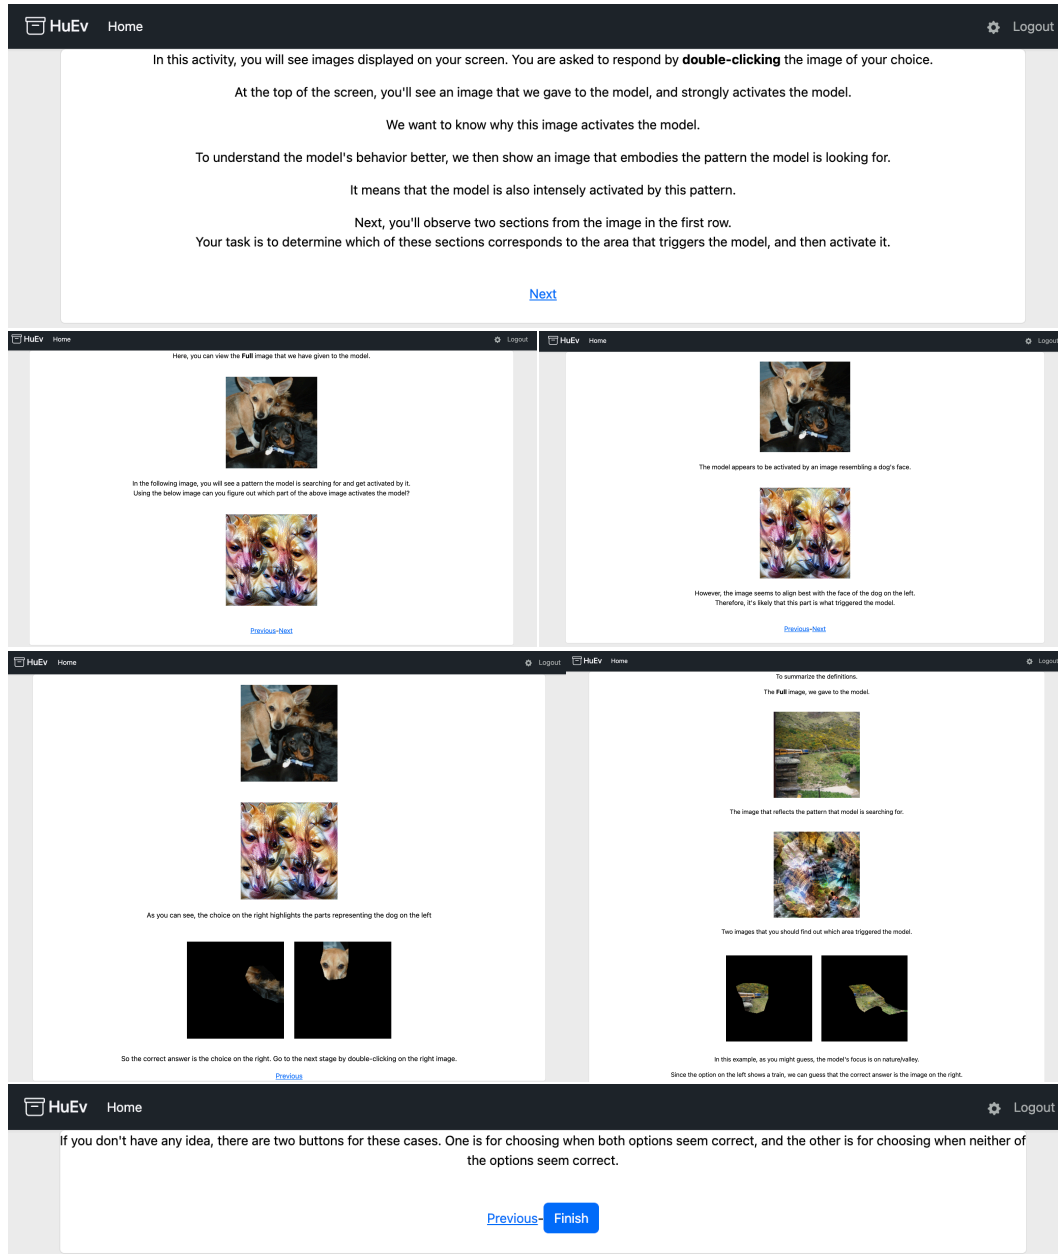 HuEv Home Logout
In this activity, you will see images displayed on your screen. You are asked to respond by double-clicking the image of your choice.
At the top of the screen, you'll see an image that we gave to the model, and strongly activates the model.
We want to know why this image activates the model.
To understand the model's behavior better, we then show an image that embodies the pattern the model is looking for.
It means that the model is also intensely activated by this pattern.
Next, you'll observe two sections from the image in the first row.
Your task is to determine which of these sections corresponds to the area that triggers the model, and then activate it.
Next
HuEv Home Logout
Here, you can view the Full image that we have given to the model.
In the following image, you will see a pattern the model is searching for and get activated by it.
Using the below image can you figure out which part of the above image activates the model?
Previous-Next
HuEv Home Logout
The model appears to be activated by an image resembling a dog's face.
However, the image seems to align best with the face of the dog on the left.
Therefore, it's likely that this part is what triggered the model.
Previous-Next
HuEv Home Logout
As you can see, the choice on the right highlights the parts representing the dog on the left
So the correct answer is the choice on the right. Go to the next stage by double-clicking on the right image.
Previous
HuEv Home Logout
To summarize the definitions.
The Full image, we gave to the model.
The image that reflects the pattern that model is searching for.
Two images that you should find out which area triggered the model.
In this example, as you might guess, the model's focus is on nature/valley.
Since the option on the left shows a train, we can guess that the correct answer is the image on the right.
HuEv Home Logout
If you don't have any idea, there are two buttons for these cases. One is for choosing when both options seem correct, and the other is for choosing when neither of
the options seem correct.
Previous-Finish